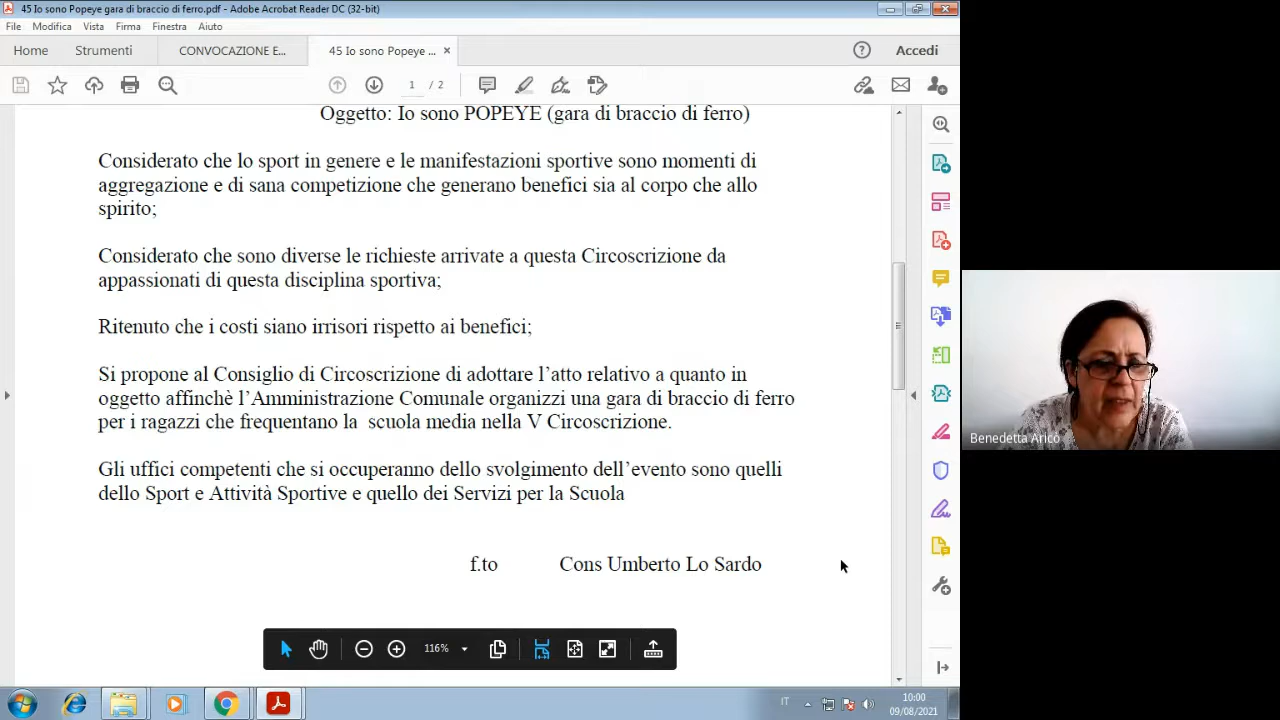 45 Io sono Popeye gara di braccio di ferro.pdf - Adobe Acrobat Reader DC (32-bit)
File Modifica Vista Firma Finestra Aiuto
Home Strumenti CONVOCAZIONE E... 45 Io sono Popeye ... × Accedi
1 / 2
Oggetto: Io sono POPEYE (gara di braccio di ferro)
Considerato che lo sport in genere e le manifestazioni sportive sono momenti di
aggregazione e di sana competizione che generano benefici sia al corpo che allo
spirito;
Considerato che sono diverse le richieste arrivate a questa Circoscrizione da
appassionati di questa disciplina sportiva;
Ritenuto che i costi siano irrisori rispetto ai benefici;
Si propone al Consiglio di Circoscrizione di adottare l’atto relativo a quanto in
oggetto affinchè l’Amministrazione Comunale organizzi una gara di braccio di ferro
per i ragazzi che frequentano la scuola media nella V Circoscrizione.
Gli uffici competenti che si occuperanno dello svolgimento dell’evento sono quelli
dello Sport e Attività Sportive e quello dei Servizi per la Scuola
f.to Cons Umberto Lo Sardo
116%
Benedetta Aricò
IT
10:00
09/08/2021